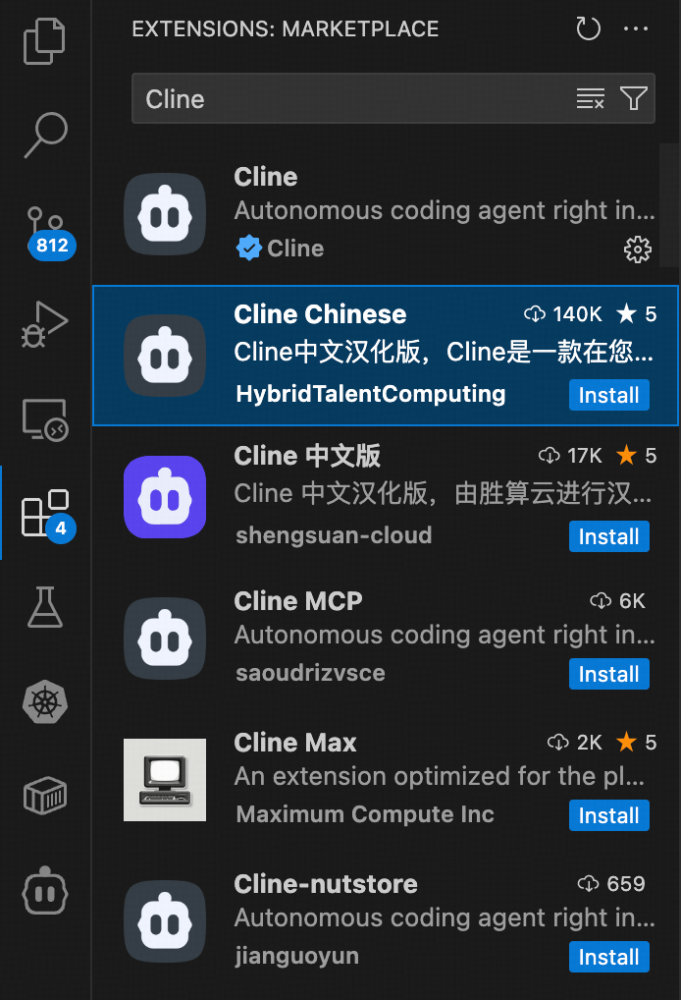 EXTENSIONS: MARKETPLACE
Cline
812
4
Cline
Autonomous coding agent right in...
Cline
Cline Chinese 140K 5
Cline中文汉化版，Cline是一款在您...
HybridTalentComputing Install
Cline 中文版 17K 5
Cline 中文汉化版，由胜算云进行汉...
shengsuan-cloud Install
Cline MCP 6K
Autonomous coding agent right in...
saoudrizvsce Install
Cline Max 2K 5
An extension optimized for the pl...
Maximum Compute Inc Install
Cline-nutstore 659
Autonomous coding agent right in...
jianguoyun Install